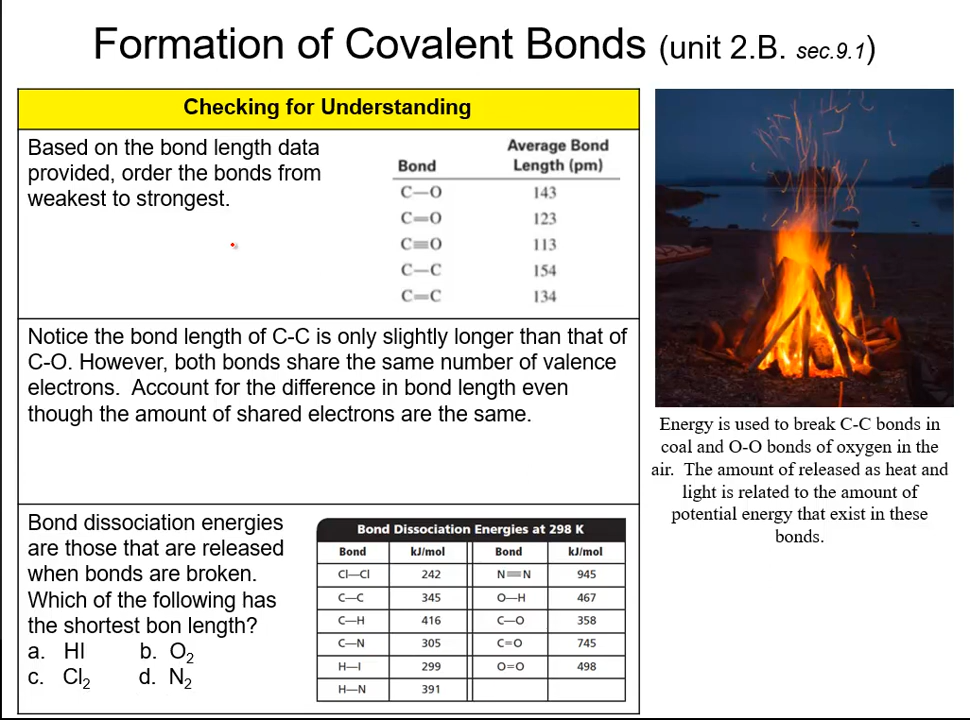 Formation of Covalent Bonds (unit 2.B. sec.9.1)
Checking for Understanding
Based on the bond length data
provided, order the bonds from
weakest to strongest.
Bond Average Bond Length (pm)
C—O 143
C=O 123
C≡O 113
C—C 154
C=C 134
Notice the bond length of C-C is only slightly longer than that of
C-O. However, both bonds share the same number of valence
electrons. Account for the difference in bond length even
though the amount of shared electrons are the same.
Bond dissociation energies
are those that are released
when bonds are broken.
Which of the following has
the shortest bon length?
a. HI b. O₂
c. Cl₂ d. N₂
Bond Dissociation Energies at 298 K
Bond kJ/mol Bond kJ/mol
Cl—Cl 242 N≡N 945
C—C 345 O—H 467
C—H 416 C—O 358
C—N 305 C=O 745
H—I 299 O=O 498
H—N 391
Energy is used to break C-C bonds in
coal and O-O bonds of oxygen in the
air. The amount of released as heat and
light is related to the amount of
potential energy that exist in these
bonds.